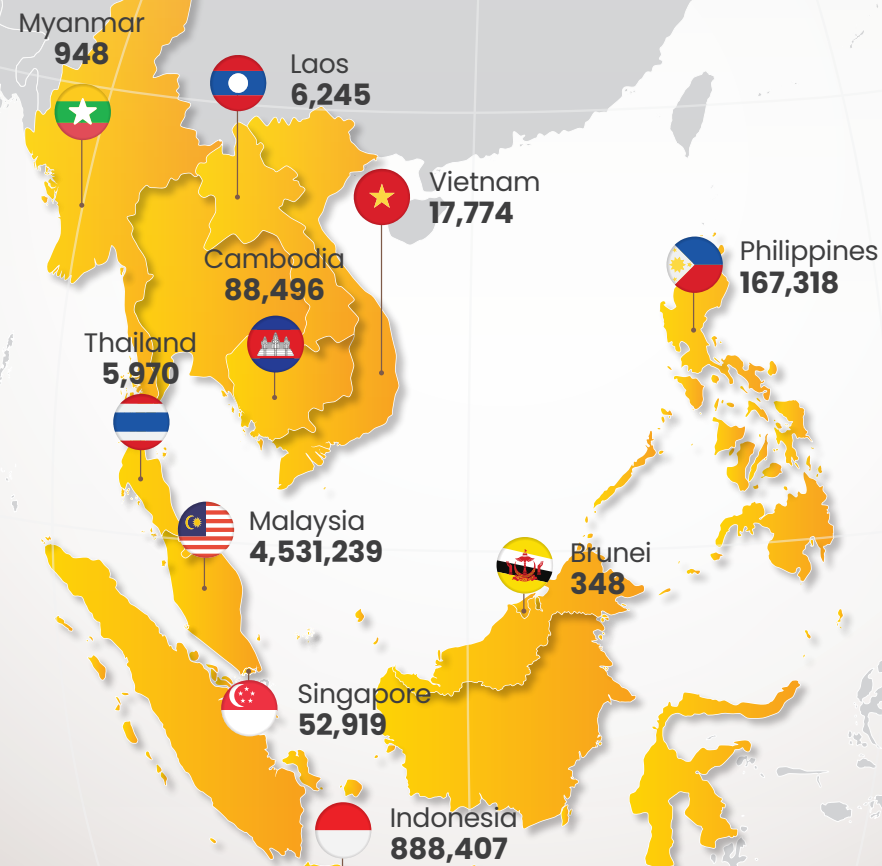 Myanmar
948
Laos
6,245
Vietnam
17,774
Cambodia
88,496
Philippines
167,318
Thailand
5,970
Malaysia
4,531,239
Brunei
348
Singapore
52,919
Indonesia
888,407